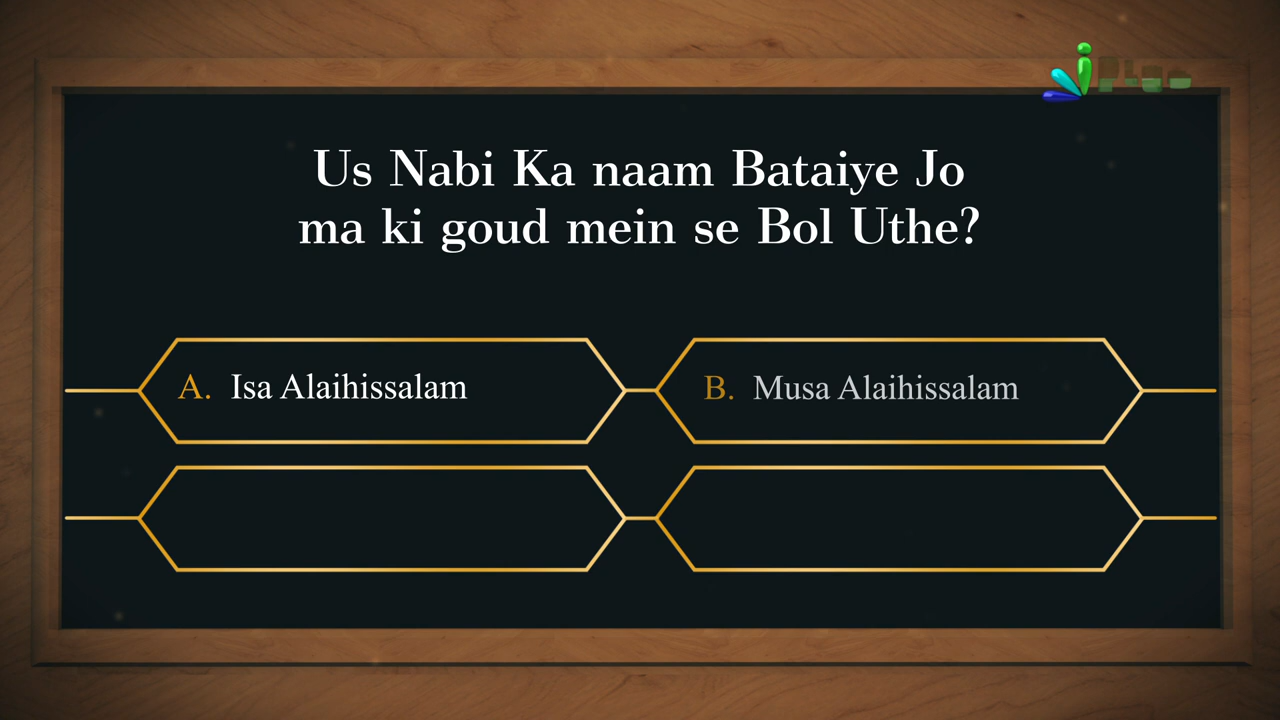 Us Nabi Ka naam Bataiye Jo
ma ki goud mein se Bol Uthe?
A. Isa Alaihissalam
B. Musa Alaihissalam